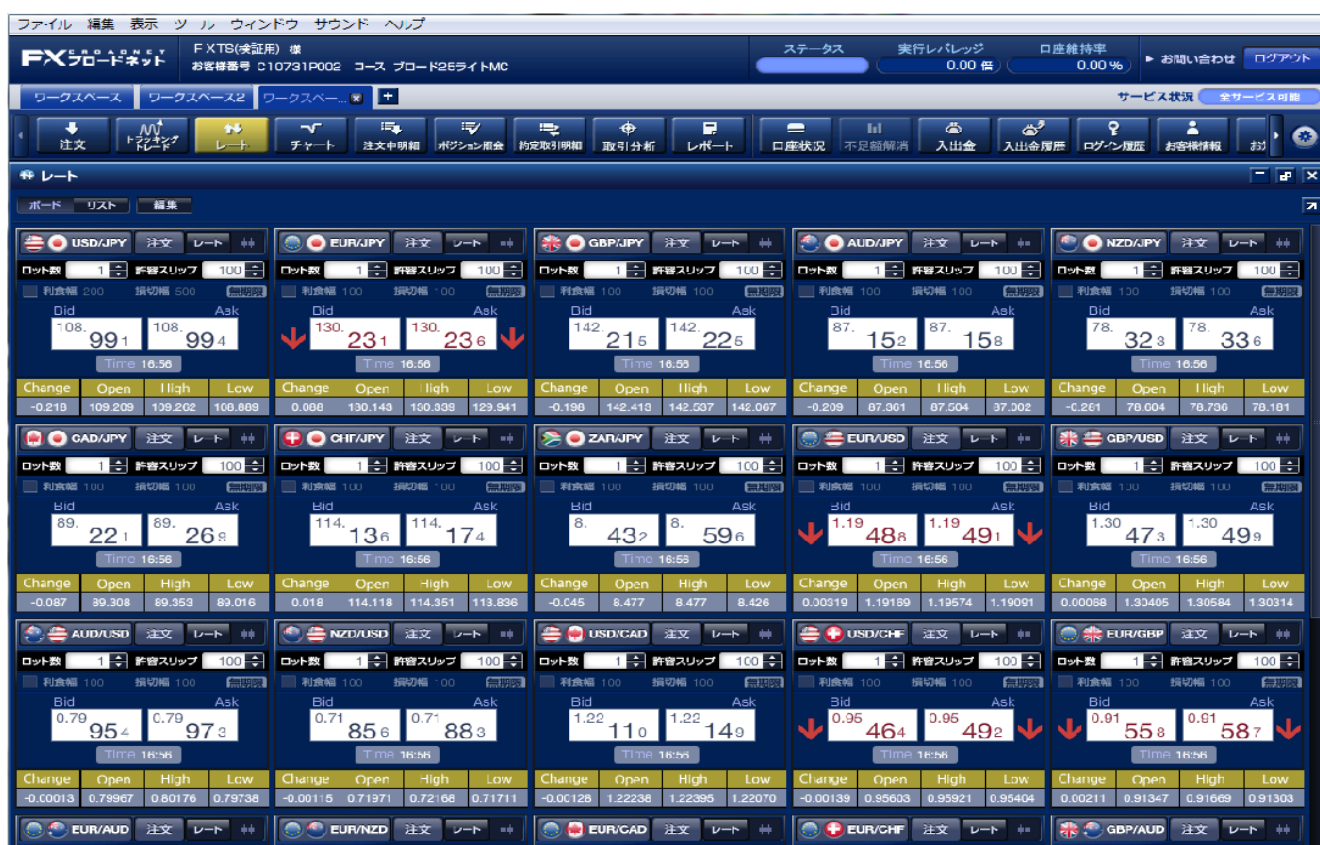 ファイル 編集 表示 ツール ウィンドウ サウンド ヘルプ
FXブロードネット FXTS(検証用) 様 ステータス 実行レバレッジ 口座維持率
BROADNET お客様番号 C10731P002 コース ブロード25ライトMC 0.00 倍 0.00 % お問い合わせ ログアウト
ワークスペース ワークスペース2 ワークスペー... サービス状況 全サービス可能
注文 トラッキングトレード レート チャート 注文中明細 ポジション照会 約定取引明細 取引分析 レポート 口座状況 不足額解消 入出金 入出金履歴 ログイン履歴 お客様情報
レート
ボード リスト 編集
USD/JPY 注文 レート EUR/JPY 注文 レート GBP/JPY 注文 レート AUD/JPY 注文 レート NZD/JPY 注文 レート
ロット数 1 許容スリップ 100 ロット数 1 許容スリップ 100 ロット数 1 許容スリップ 100 ロット数 1 許容スリップ 100 ロット数 1 許容スリップ 100
利食幅 200 損切幅 500 無期限 利食幅 100 損切幅 100 無期限 利食幅 100 損切幅 100 無期限 利食幅 100 損切幅 100 無期限 利食幅 100 損切幅 100 無期限
Bid Ask Bid Ask Bid Ask Bid Ask Bid Ask
108.991 108.994 130.231 130.236 142.215 142.225 87.152 87.158 78.323 78.336
Time 16:56 Time 16:56 Time 16:56 Time 16:56 Time 16:56
Change Open High Low Change Open High Low Change Open High Low Change Open High Low Change Open High Low
-0.218 109.209 109.262 108.889 0.088 130.143 130.339 129.941 -0.198 142.413 142.537 142.067 -0.209 87.361 87.504 87.002 -0.281 78.604 78.736 78.181
CAD/JPY 注文 レート CHF/JPY 注文 レート ZAR/JPY 注文 レート EUR/USD 注文 レート GBP/USD 注文 レート
ロット数 1 許容スリップ 100 ロット数 1 許容スリップ 100 ロット数 1 許容スリップ 100 ロット数 1 許容スリップ 100 ロット数 1 許容スリップ 100
利食幅 100 損切幅 100 無期限 利食幅 100 損切幅 100 無期限 利食幅 100 損切幅 100 無期限 利食幅 100 損切幅 100 無期限 利食幅 100 損切幅 100 無期限
Bid Ask Bid Ask Bid Ask Bid Ask Bid Ask
89.221 89.269 114.136 114.174 8.432 8.596 1.19488 1.19491 1.30473 1.30499
Time 16:56 Time 16:56 Time 16:56 Time 16:56 Time 16:56
Change Open High Low Change Open High Low Change Open High Low Change Open High Low Change Open High Low
-0.087 89.308 89.353 89.016 0.018 114.118 114.351 113.836 -0.045 8.477 8.477 8.426 0.00319 1.19169 1.19574 1.19091 0.00068 1.30405 1.30584 1.30314
AUD/USD 注文 レート NZD/USD 注文 レート USD/CAD 注文 レート USD/CHF 注文 レート EUR/GBP 注文 レート
ロット数 1 許容スリップ 100 ロット数 1 許容スリップ 100 ロット数 1 許容スリップ 100 ロット数 1 許容スリップ 100 ロット数 1 許容スリップ 100
利食幅 100 損切幅 100 無期限 利食幅 100 損切幅 100 無期限 利食幅 100 損切幅 100 無期限 利食幅 100 損切幅 100 無期限 利食幅 100 損切幅 100 無期限
Bid Ask Bid Ask Bid Ask Bid Ask Bid Ask
0.79954 0.79973 0.71856 0.71883 1.22110 1.22149 0.95464 0.95492 0.91558 0.91587
Time 16:56 Time 16:56 Time 16:56 Time 16:56 Time 16:56
Change Open High Low Change Open High Low Change Open High Low Change Open High Low Change Open High Low
-0.00013 0.79967 0.80176 0.79738 -0.00115 0.71971 0.72168 0.71711 -0.00128 1.22238 1.22395 1.22070 -0.00139 0.95603 0.95921 0.95404 0.00211 0.91347 0.91669 0.91303
EUR/AUD 注文 レート EUR/NZD 注文 レート EUR/CAD 注文 レート EUR/CHF 注文 レート GBP/AUD 注文 レート